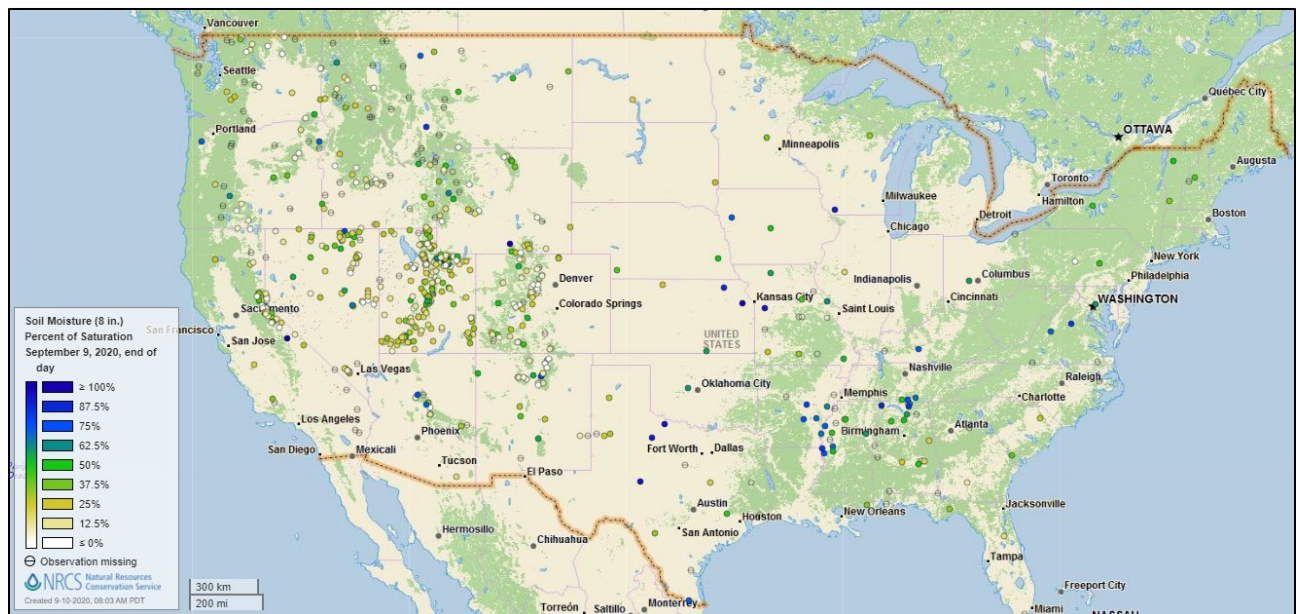 Vancouver
Seattle
Portland
Québec City
OTTAWA
Augusta
Minneapolis
Toronto
Hamilton
Milwaukee
Detroit
Boston
Chicago
New York
Denver
Indianapolis
Columbus
Philadelphia
Colorado Springs
Kansas City
Cincinnati
WASHINGTON
Saint Louis
Sacramento
San Francisco
San Jose
UNITED
STATES
Las Vegas
Nashville
Raleigh
Oklahoma City
Memphis
Charlotte
Los Angeles
Phoenix
Birmingham
Atlanta
San Diego
Mexicali
Fort Worth
Dallas
Tucson
El Paso
Austin
Jacksonville
Houston
New Orleans
San Antonio
Hermosillo
Chihuahua
Tampa
Freeport City
Torreón
Saltillo
Monterrey
Miami
NASSAU
Soil Moisture (8 in.)
Percent of Saturation
September 9, 2020, end of
day
≥ 100%
87.5%
75%
62.5%
50%
37.5%
25%
12.5%
≤ 0%
Observation missing
NRCS Natural Resources
Conservation Service
Created 9-10-2020, 08:03 AM PDT
300 km
200 mi